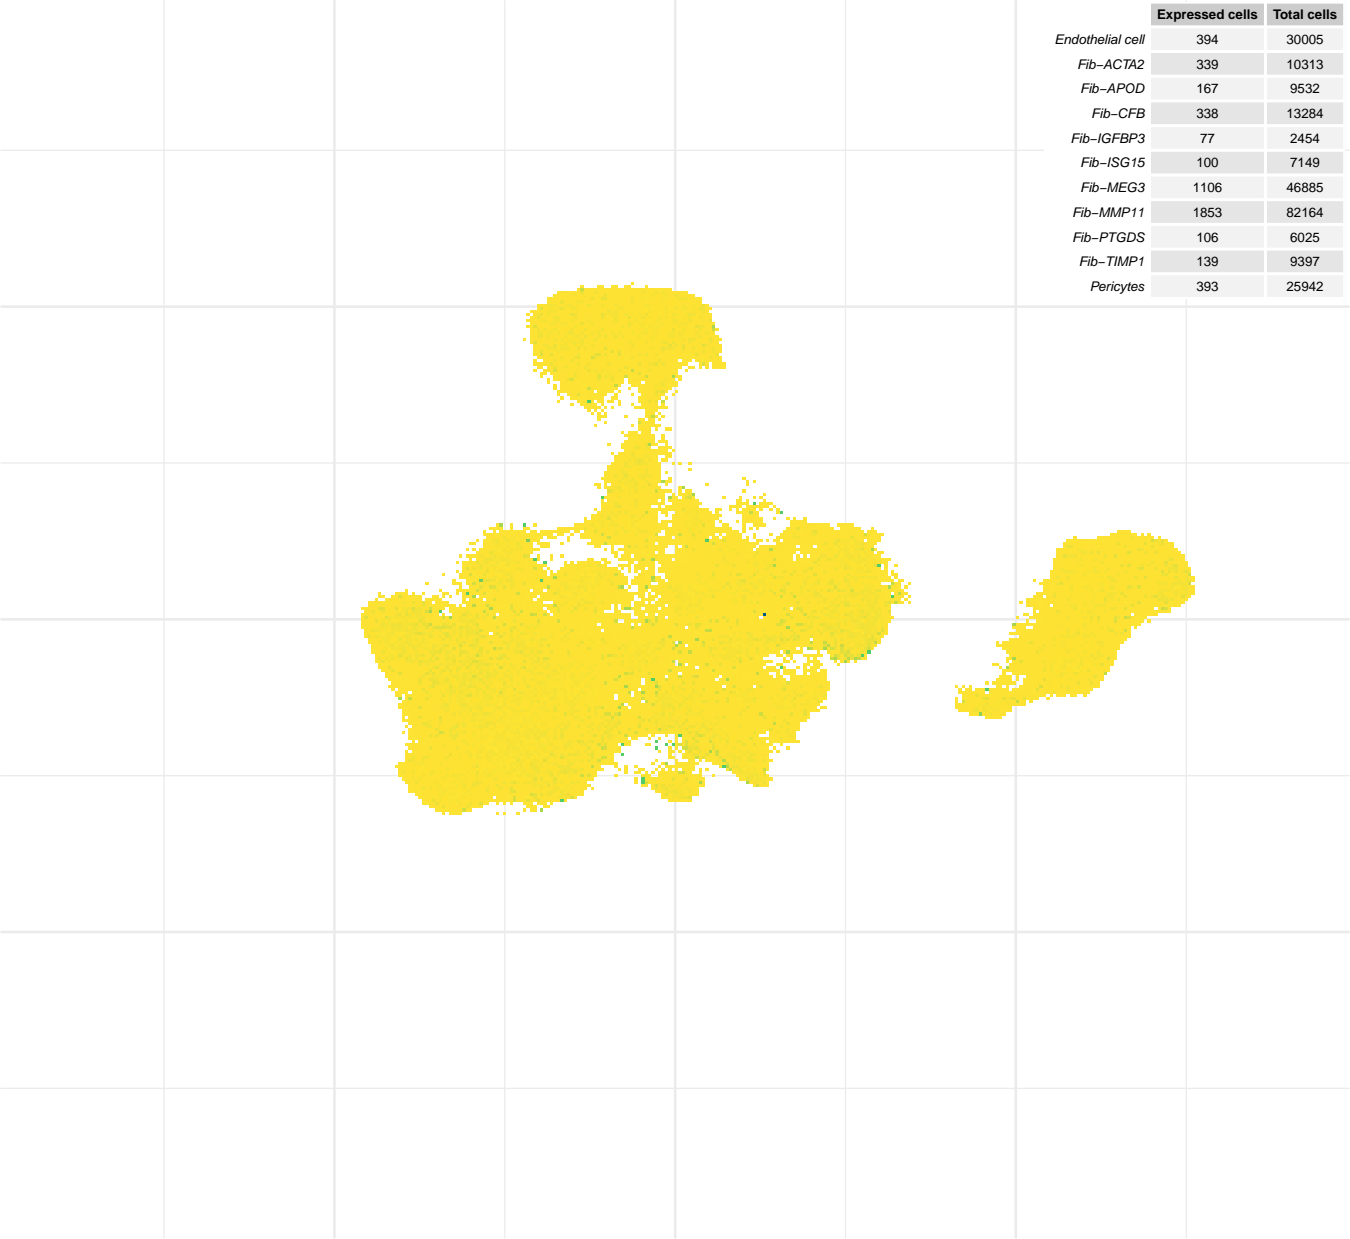 Expressed cells Total cells
Endothelial cell 394 30005
Fib−ACTA2 339 10313
Fib−APOD 167 9532
Fib−CFB 338 13284
Fib−IGFBP3 77 2454
Fib−ISG15 100 7149
Fib−MEG3 1106 46885
Fib−MMP11 1853 82164
Fib−PTGDS 106 6025
Fib−TIMP1 139 9397
Pericytes 393 25942